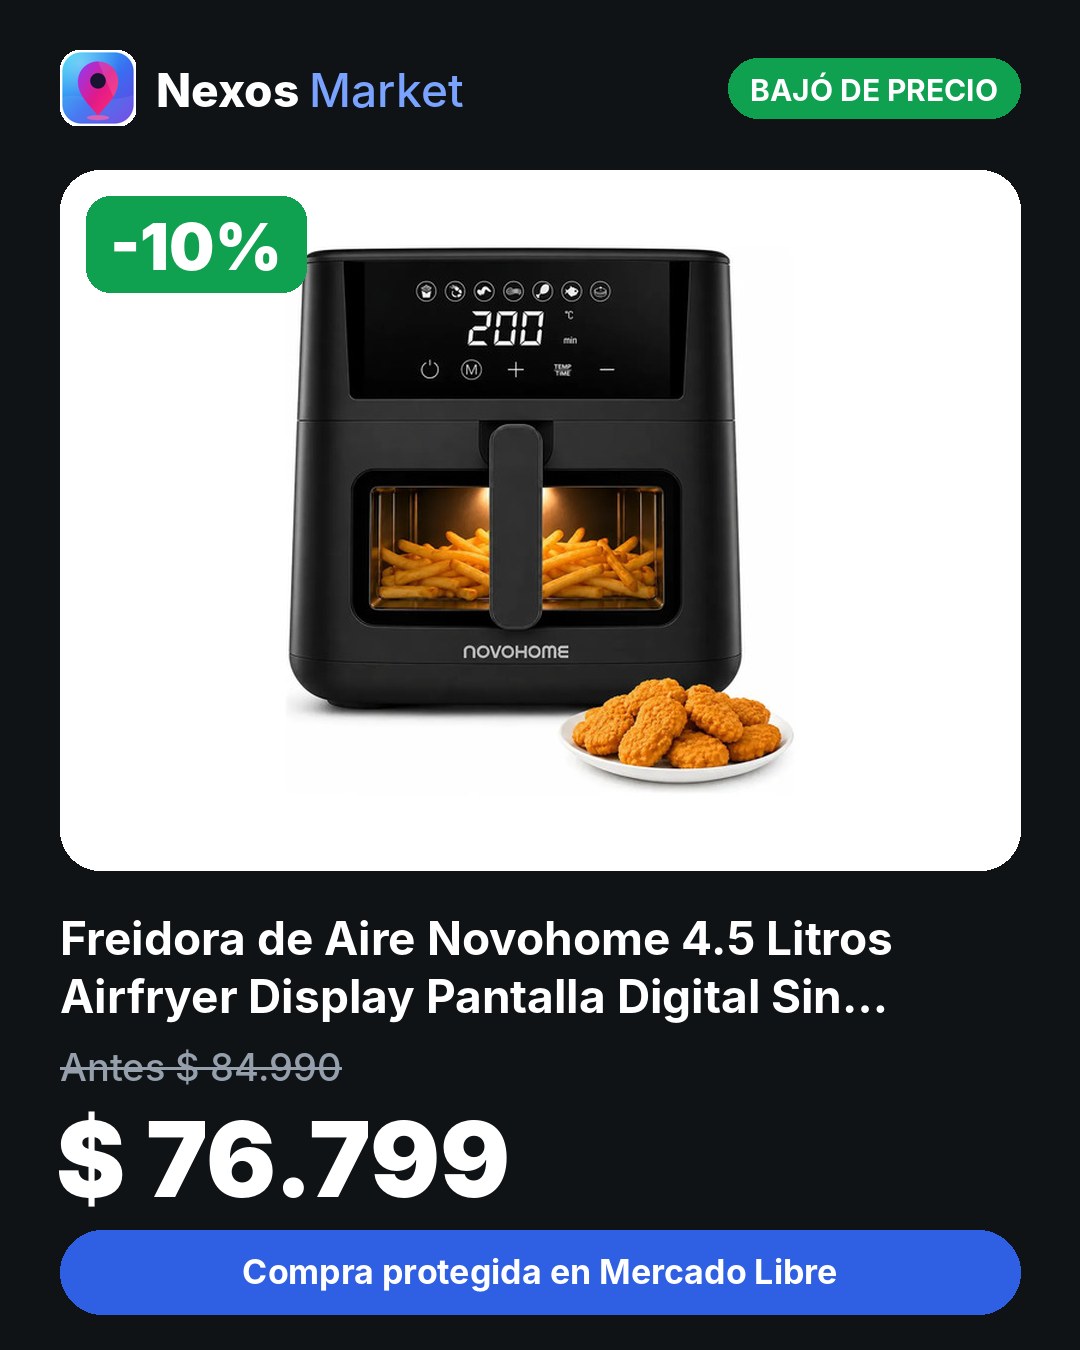 Nexos Market
BAJÓ DE PRECIO
-10%
200
°C
min
M
TEMP
TIME
NOVOHOME
Freidora de Aire Novohome 4.5 Litros
Airfryer Display Pantalla Digital Sin...
Antes $ 84.990
$ 76.799
Compra protegida en Mercado Libre